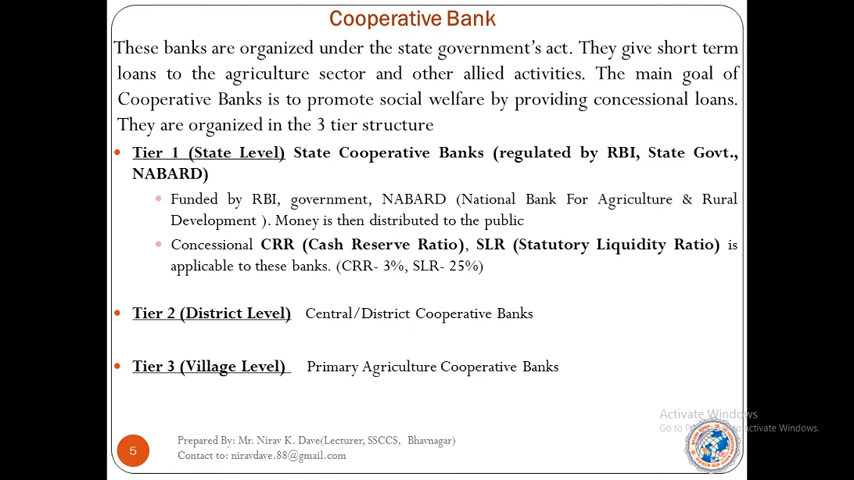 Cooperative Bank
These banks are organized under the state government's act. They give short term
loans to the agriculture sector and other allied activities. The main goal of
Cooperative Banks is to promote social welfare by providing concessional loans.
They are organized in the 3 tier structure
• Tier 1 (State Level) State Cooperative Banks (regulated by RBI, State Govt.,
NABARD)
• Funded by RBI, government, NABARD (National Bank For Agriculture & Rural
Development ). Money is then distributed to the public
• Concessional CRR (Cash Reserve Ratio), SLR (Statutory Liquidity Ratio) is
applicable to these banks. (CRR- 3%, SLR- 25%)
• Tier 2 (District Level) Central/District Cooperative Banks
• Tier 3 (Village Level) Primary Agriculture Cooperative Banks
Activate Windows
Go to activate Windows.
5
Prepared By: Mr. Nirav K. Dave(Lecturer, SSCCS, Bhavnagar)
Contact to: niravdave.88@gmail.com